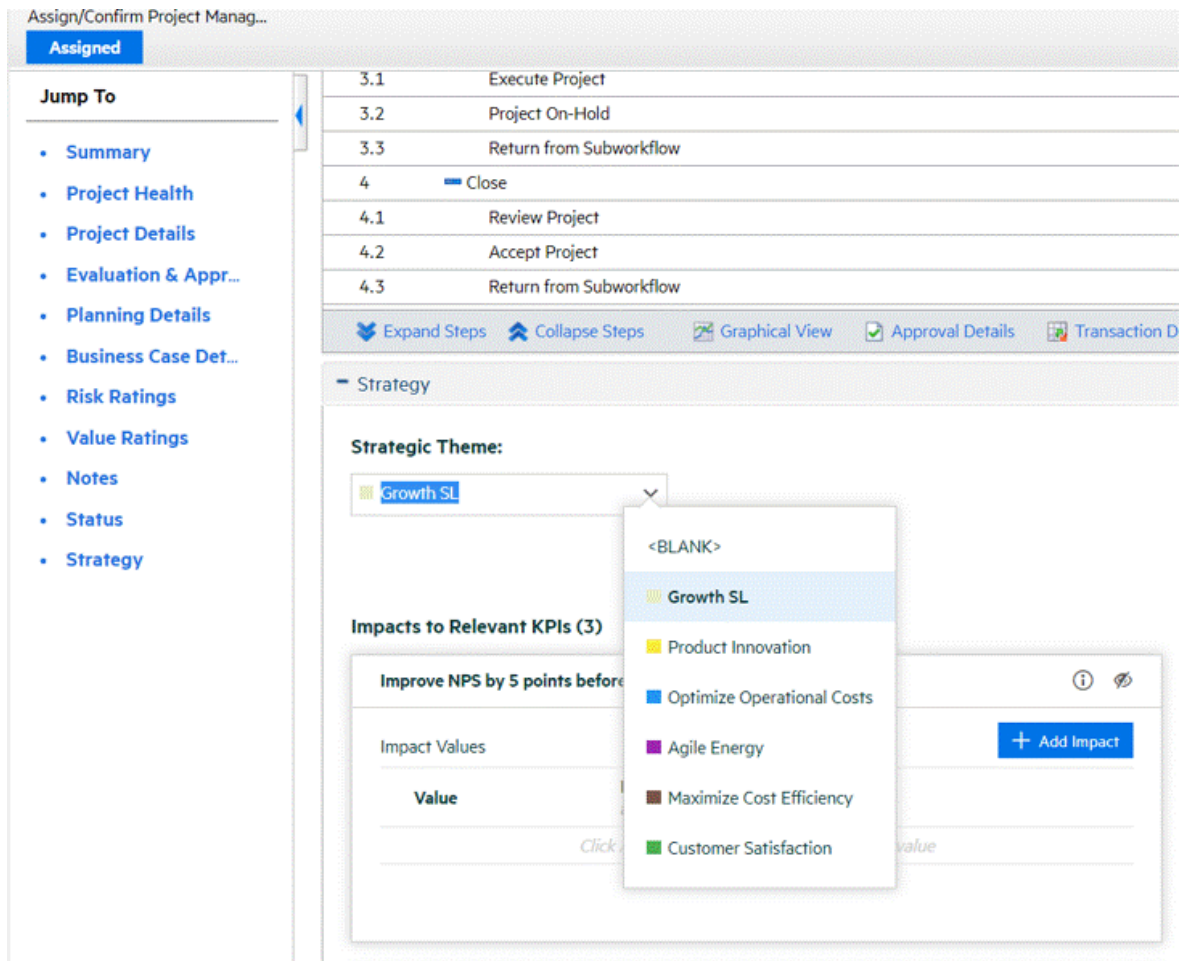 Assign/Confirm Project Manag...
Assigned
Jump To
• Summary
• Project Health
• Project Details
• Evaluation & Appr...
• Planning Details
• Business Case Det...
• Risk Ratings
• Value Ratings
• Notes
• Status
• Strategy
3.1 Execute Project
3.2 Project On-Hold
3.3 Return from Subworkflow
4 Close
4.1 Review Project
4.2 Accept Project
4.3 Return from Subworkflow
Expand Steps Collapse Steps Graphical View Approval Details Transaction D
Strategy
Strategic Theme:
Growth SL
<BLANK>
Growth SL
Product Innovation
Optimize Operational Costs
Agile Energy
Maximize Cost Efficiency
Customer Satisfaction
Impacts to Relevant KPIs (3)
Improve NPS by 5 points before
Impact Values
+ Add Impact
Value
Click value